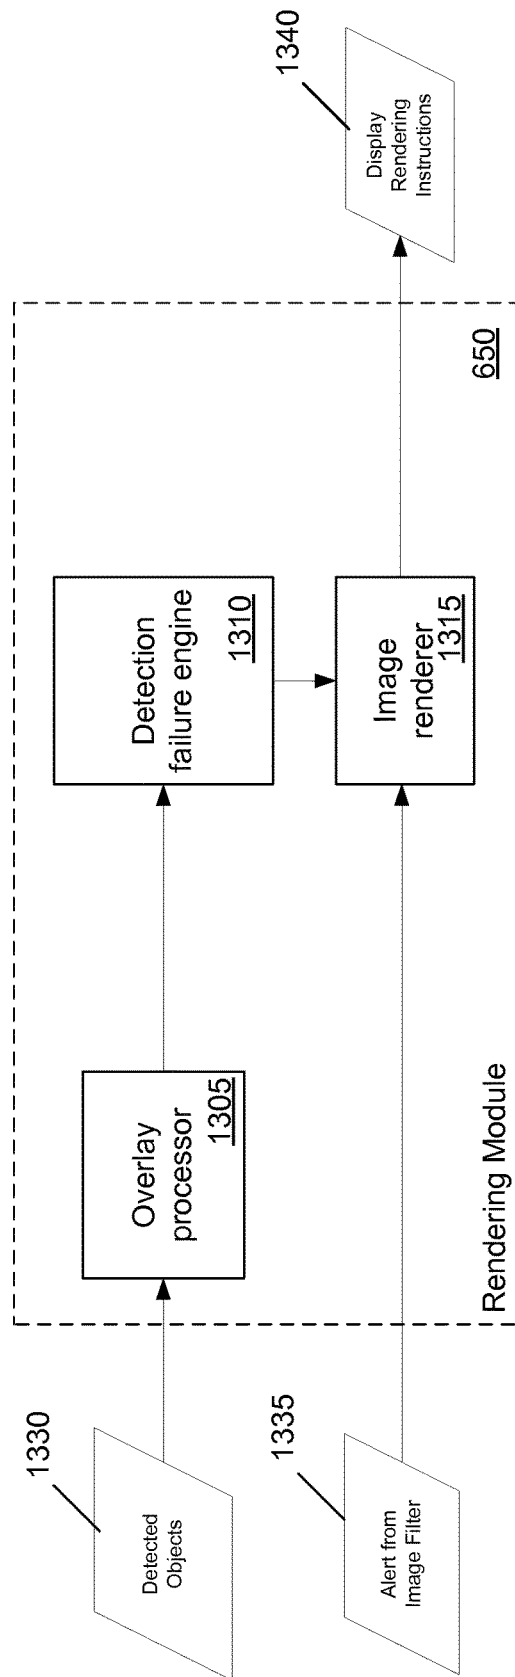 1330
Detected
Objects
1335
Alert from
Image Filter
Overlay
processor
1305
Detection
failure engine
1310
Image
renderer
1315
Rendering Module
650
1340
Display
Rendering
Instructions